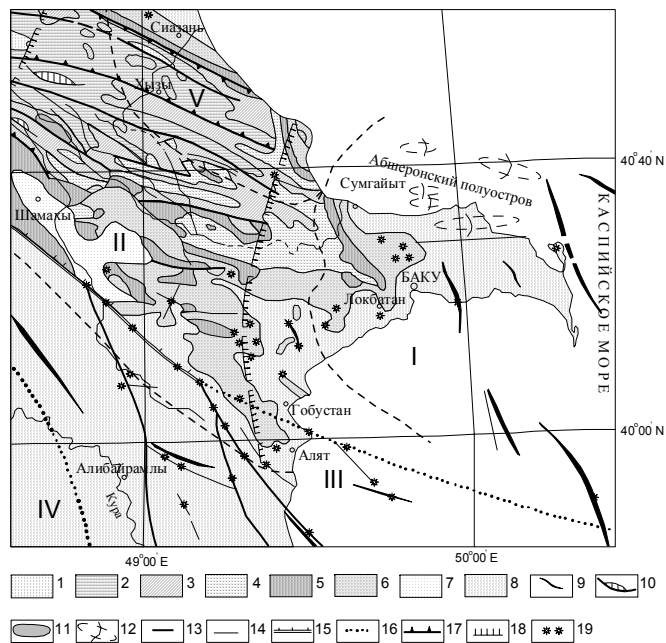 Сиазань
Хызы
V
40°40' N
Абшеронский полуостров
Сумгайыт
КАСПИЙСКОЕ МОРЕ
Шамахы
II
БАКУ
Локбатан
I
Гобустан
40°00' N
Алят
III
Алибайрамлы
IV
Кура
49°00' E
50°00' E
1 2 3 4 5 6 7 8 9 10
11 12 13 14 15 16 17 18 19